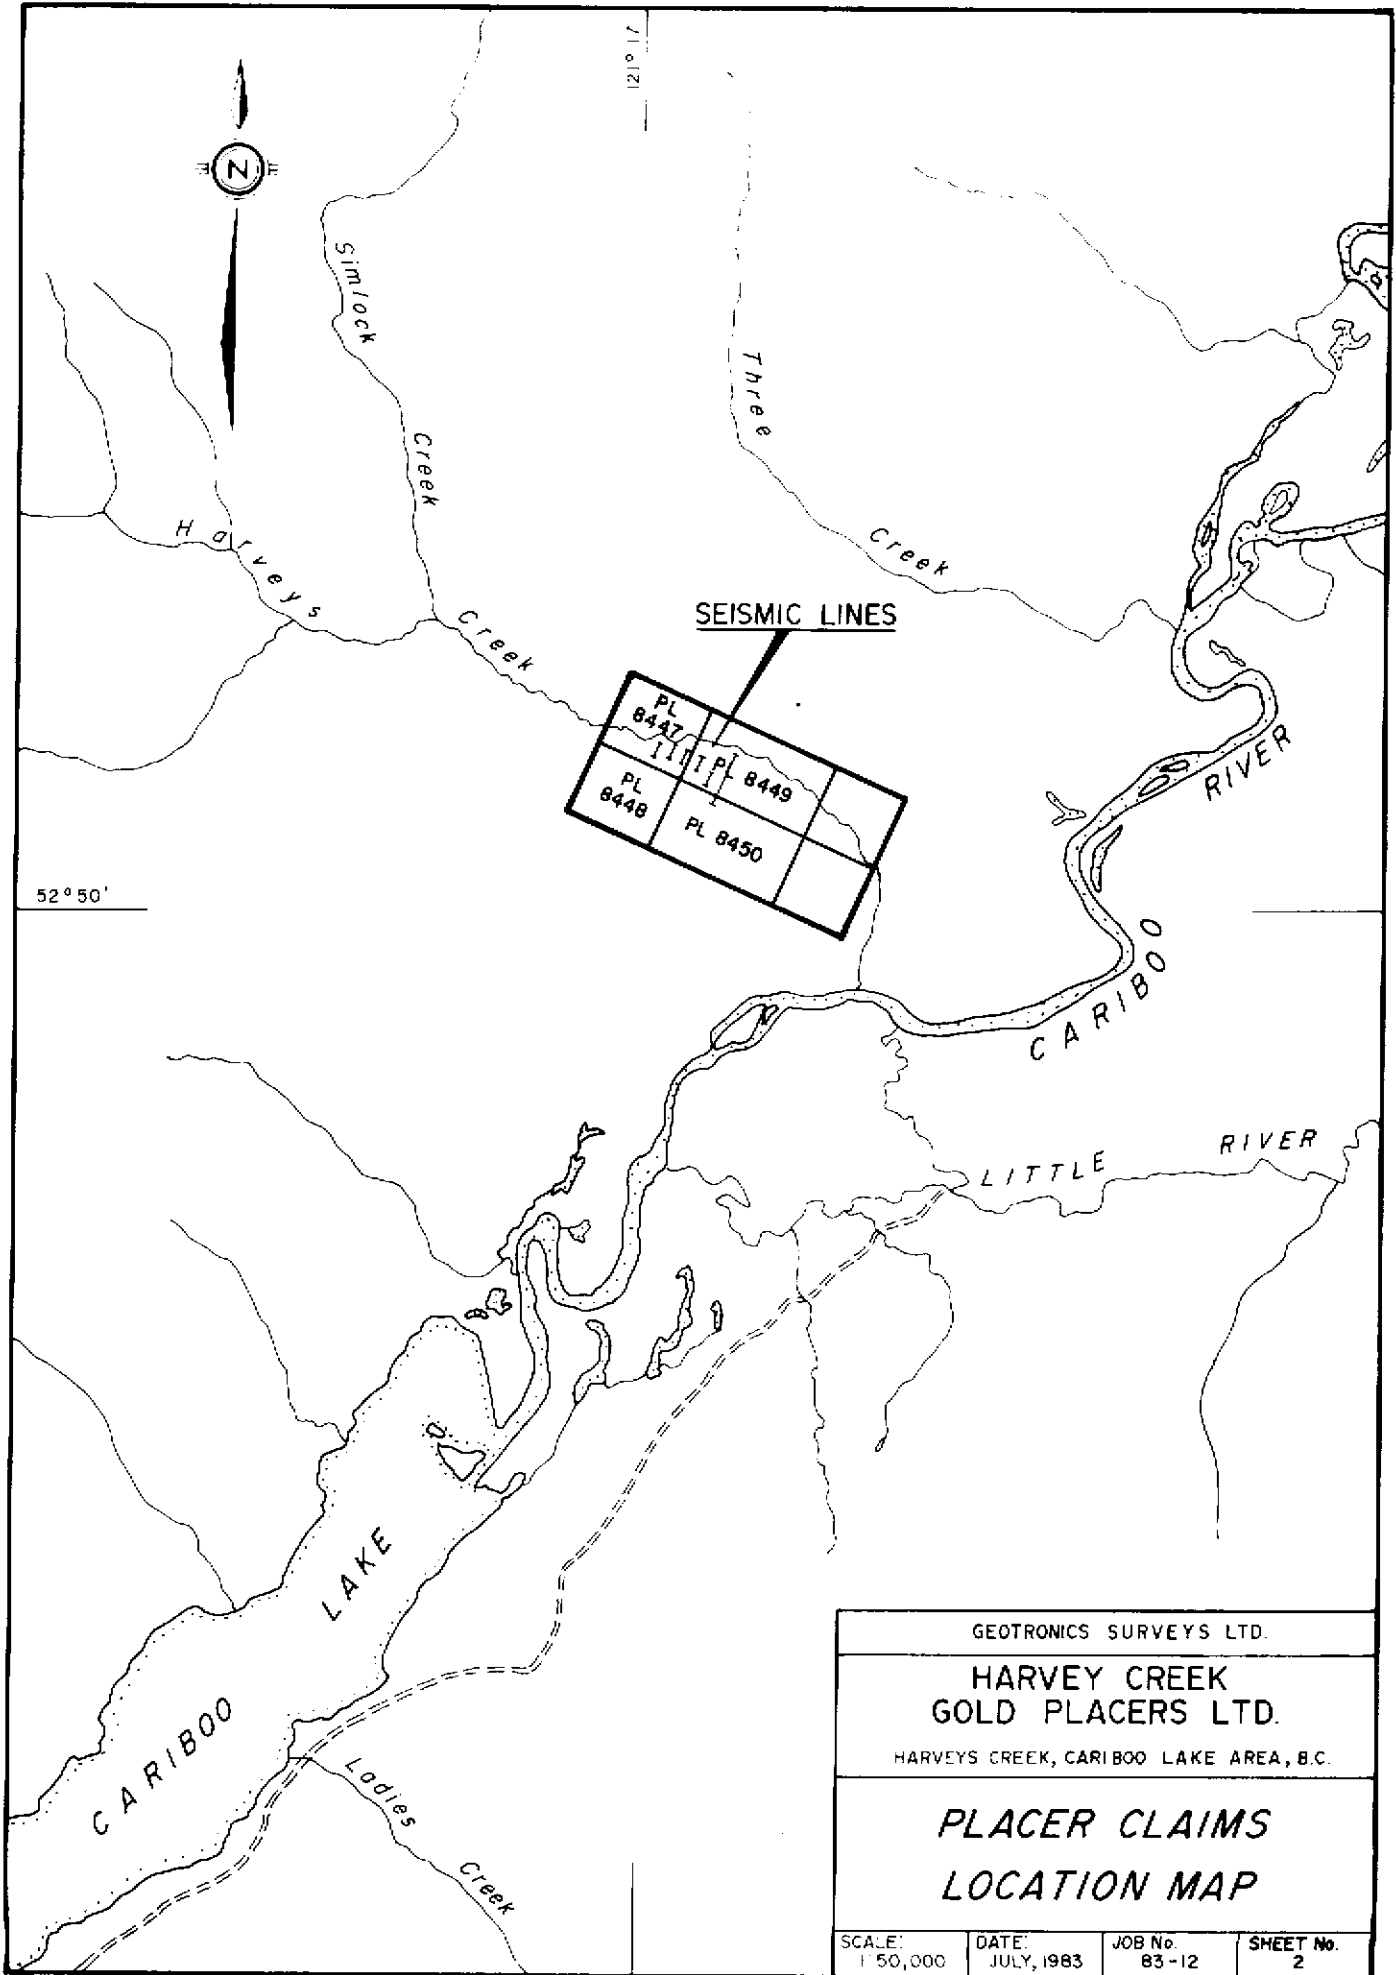 121° 17'
N
Simlock
Creek
Three
Creek
Harveys
Creek
SEISMIC LINES
PL
8447
PL 8449
PL
8448
PL 8450
RIVER
52° 50'
CARIBOO
LITTLE RIVER
LAKE
CARIBOO
Ladies
Creek
GEOTRONICS SURVEYS LTD.
HARVEY CREEK
GOLD PLACERS LTD.
HARVEYS CREEK, CARIBOO LAKE AREA, B.C.
PLACER CLAIMS
LOCATION MAP
SCALE: DATE: JOB No. SHEET No.
1:50,000 JULY, 1983 83-12 2